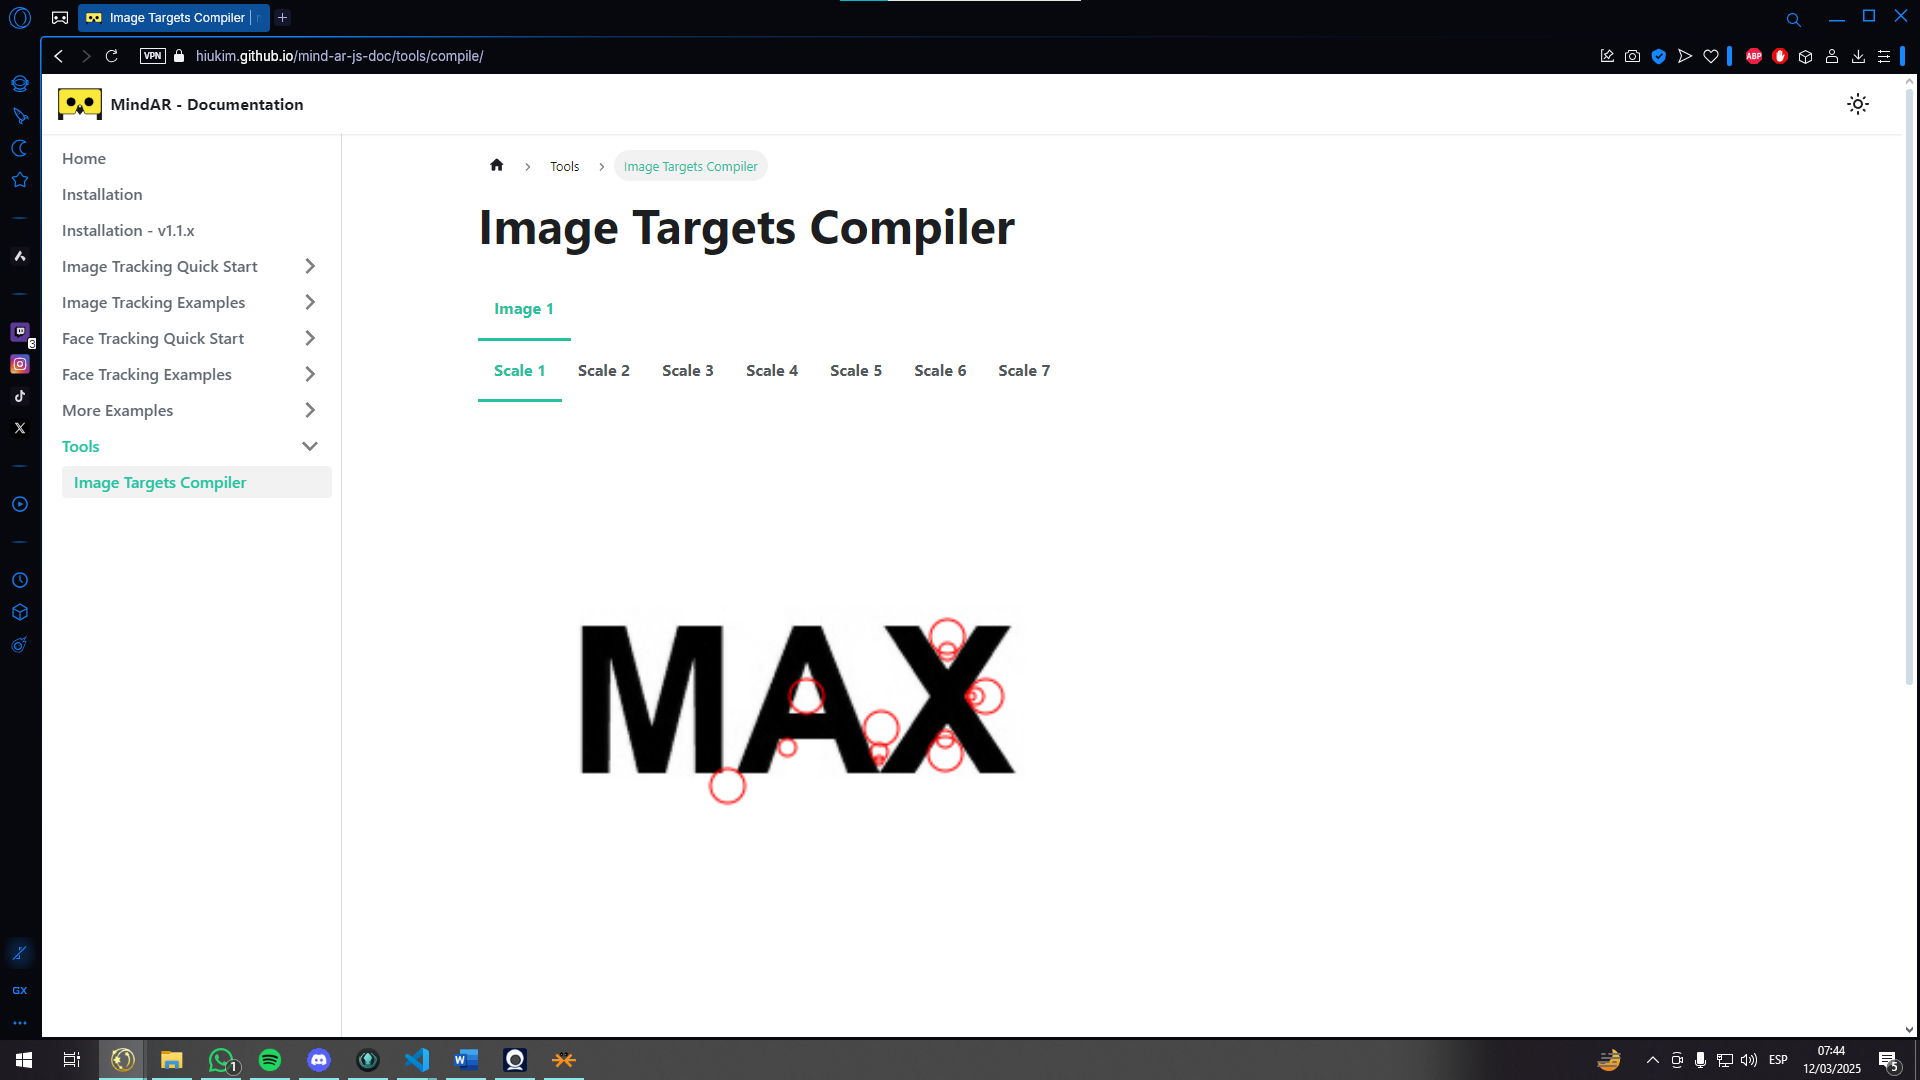 Image Targets Compiler |
VPN
hiukim.github.io/mind-ar-js-doc/tools/compile/
ABP
MindAR - Documentation
Home
Installation
Installation - v1.1.x
Image Tracking Quick Start
Image Tracking Examples
Face Tracking Quick Start
Face Tracking Examples
More Examples
Tools
Image Targets Compiler
Tools
Image Targets Compiler
Image Targets Compiler
Image 1
Scale 1
Scale 2
Scale 3
Scale 4
Scale 5
Scale 6
Scale 7
MAX
3
GX
1
ESP
07:44
12/03/2025
5